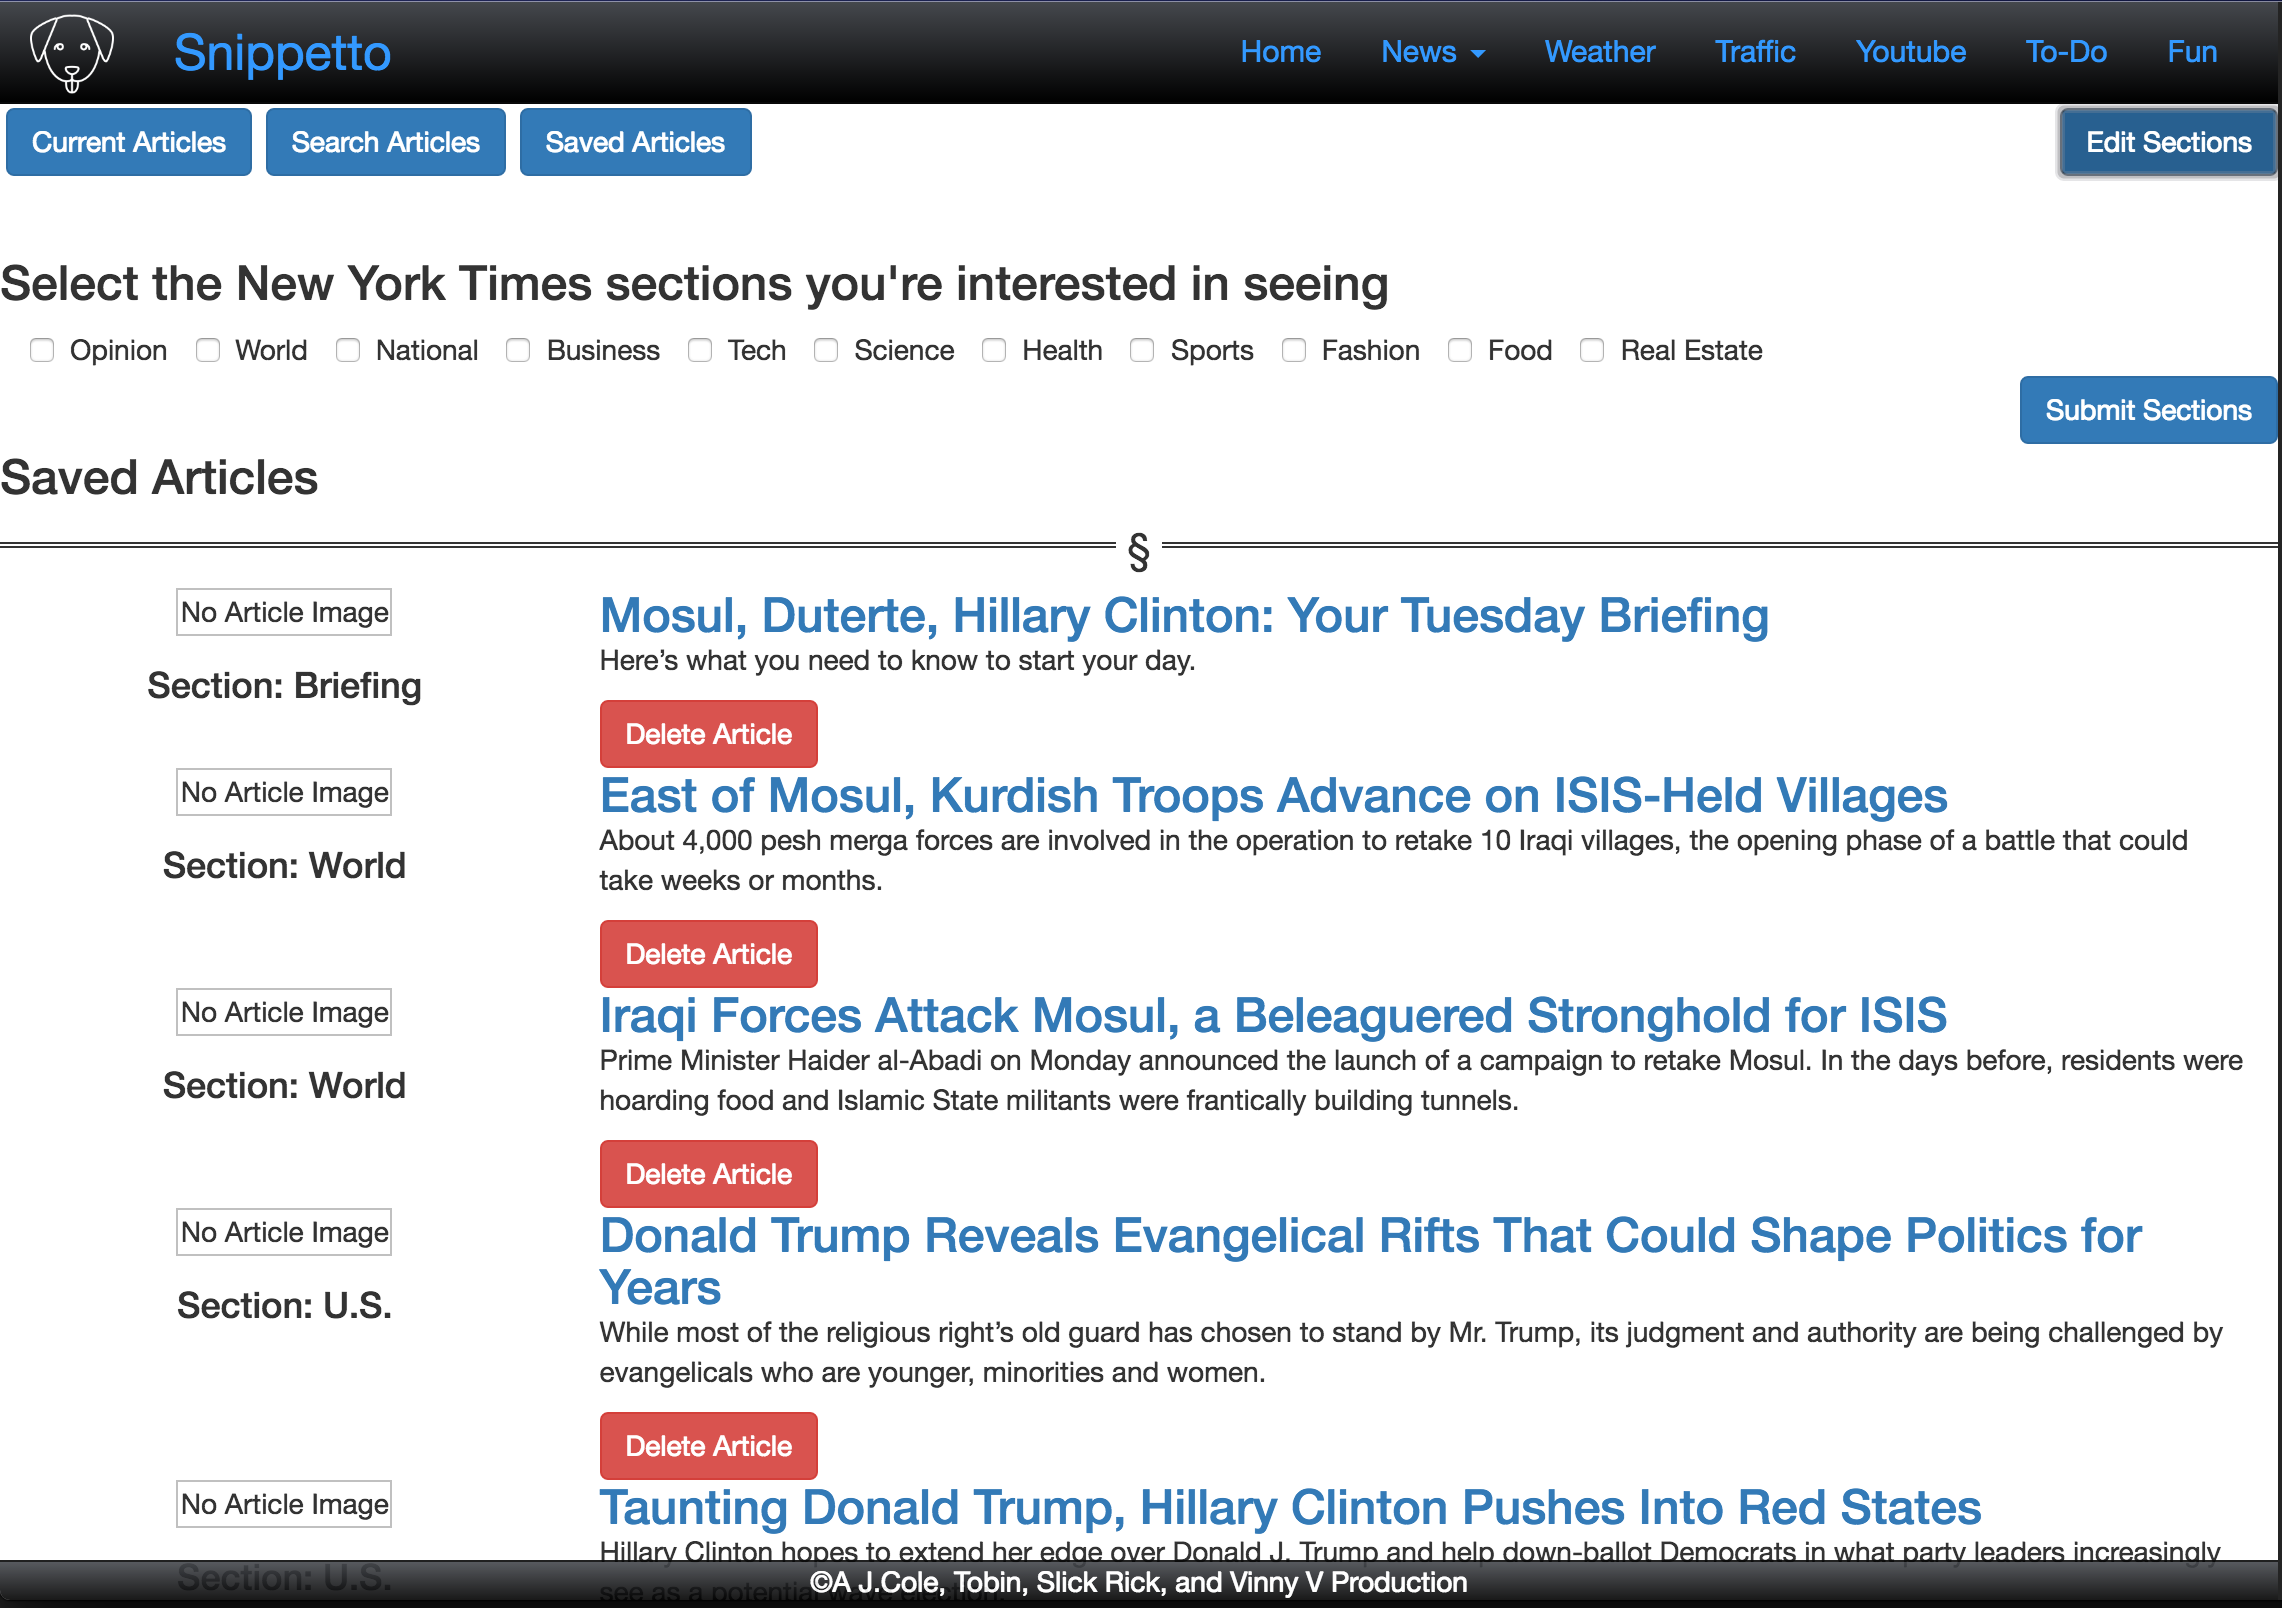 Snippetto
Home News Weather Traffic Youtube To-Do Fun
Current Articles Search Articles Saved Articles Edit Sections
Select the New York Times sections you're interested in seeing
Opinion World National Business Tech Science Health Sports Fashion Food Real Estate
Submit Sections
Saved Articles
§
No Article Image
Section: Briefing
Mosul, Duterte, Hillary Clinton: Your Tuesday Briefing
Here’s what you need to know to start your day.
Delete Article
No Article Image
Section: World
East of Mosul, Kurdish Troops Advance on ISIS-Held Villages
About 4,000 pesh merga forces are involved in the operation to retake 10 Iraqi villages, the opening phase of a battle that could
take weeks or months.
Delete Article
No Article Image
Section: World
Iraqi Forces Attack Mosul, a Beleaguered Stronghold for ISIS
Prime Minister Haider al-Abadi on Monday announced the launch of a campaign to retake Mosul. In the days before, residents were
hoarding food and Islamic State militants were frantically building tunnels.
Delete Article
No Article Image
Section: U.S.
Donald Trump Reveals Evangelical Rifts That Could Shape Politics for
Years
While most of the religious right’s old guard has chosen to stand by Mr. Trump, its judgment and authority are being challenged by
evangelicals who are younger, minorities and women.
Delete Article
No Article Image
Section: U.S.
Taunting Donald Trump, Hillary Clinton Pushes Into Red States
Hillary Clinton hopes to extend her edge over Donald J. Trump and help down-ballot Democrats in what party leaders increasingly
see as a potential wave election.
©A J.Cole, Tobin, Slick Rick, and Vinny V Production